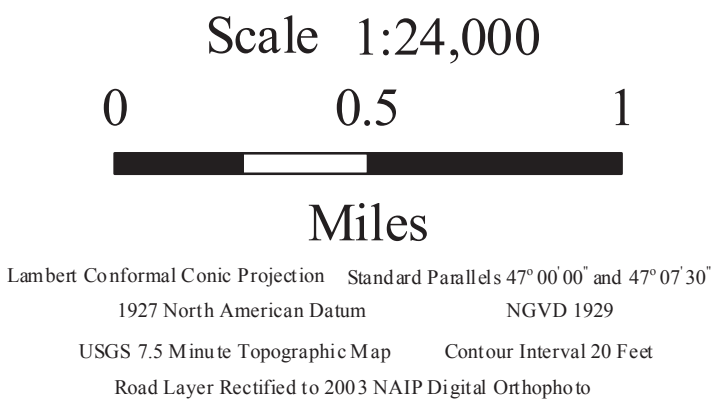 Scale 1:24,000
0 0.5 1
Miles
Lambert Conformal Conic Projection Standard Parallels 47º 00' 00" and 47º 07' 30"
1927 North American Datum NGVD 1929
USGS 7.5 Minute Topographic Map Contour Interval 20 Feet
Road Layer Rectified to 2003 NAIP Digital Orthophoto